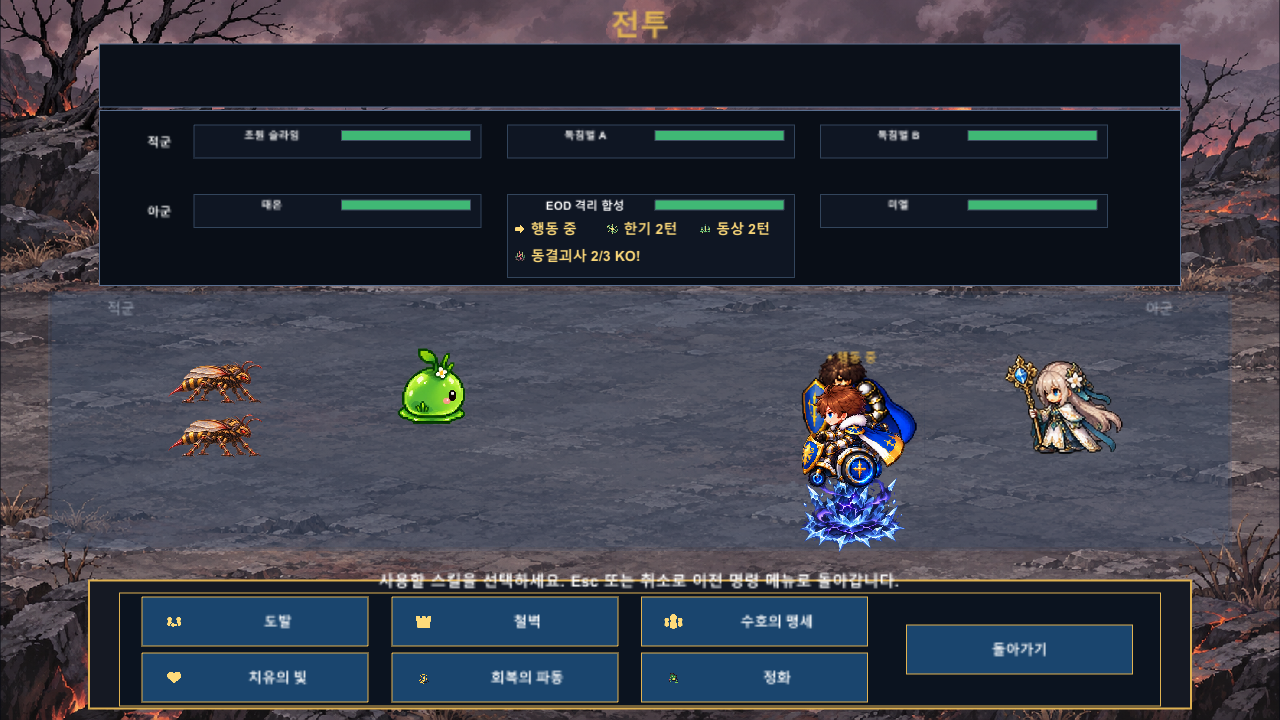 전투
적군 초원 슬라임 독침벌 A 독침벌 B
아군 태온 EOD 격리 합성 미엘
행동 중 한기 2턴 동상 2턴
동결괴사 2/3 KO!
적군 아군
행동 중
사용할 스킬을 선택하세요. Esc 또는 취소로 이전 명령 메뉴로 돌아갑니다.
도발 철벽 수호의 맹세
돌아가기
치유의 빛 회복의 파동 정화